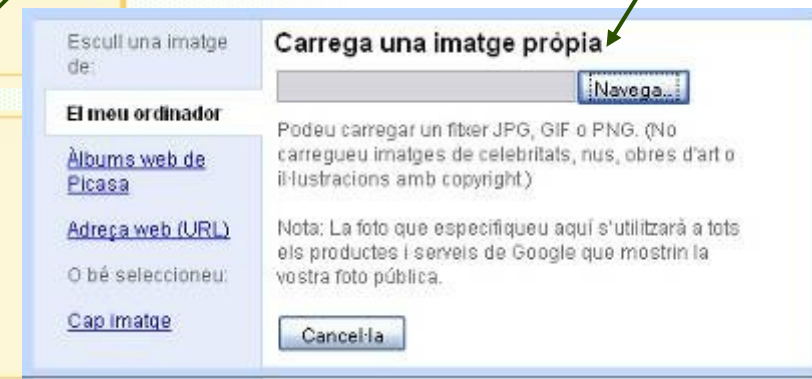 Escull una imatge
de:
El meu ordinador
Àlbums web de
Picasa
Adreça web (URL)
O bé seleccioneu:
Cap imatge
Carrega una imatge pròpia
Navega...
Podeu carregar un fitxer JPG, GIF o PNG. (No
carregueu imatges de celebritats, nus, obres d'art o
il·lustracions amb copyright.)
Nota: La foto que especifiqueu aquí s'utilitzarà a tots
els productes i serveis de Google que mostrin la
vostra foto pública.
Cancel·la